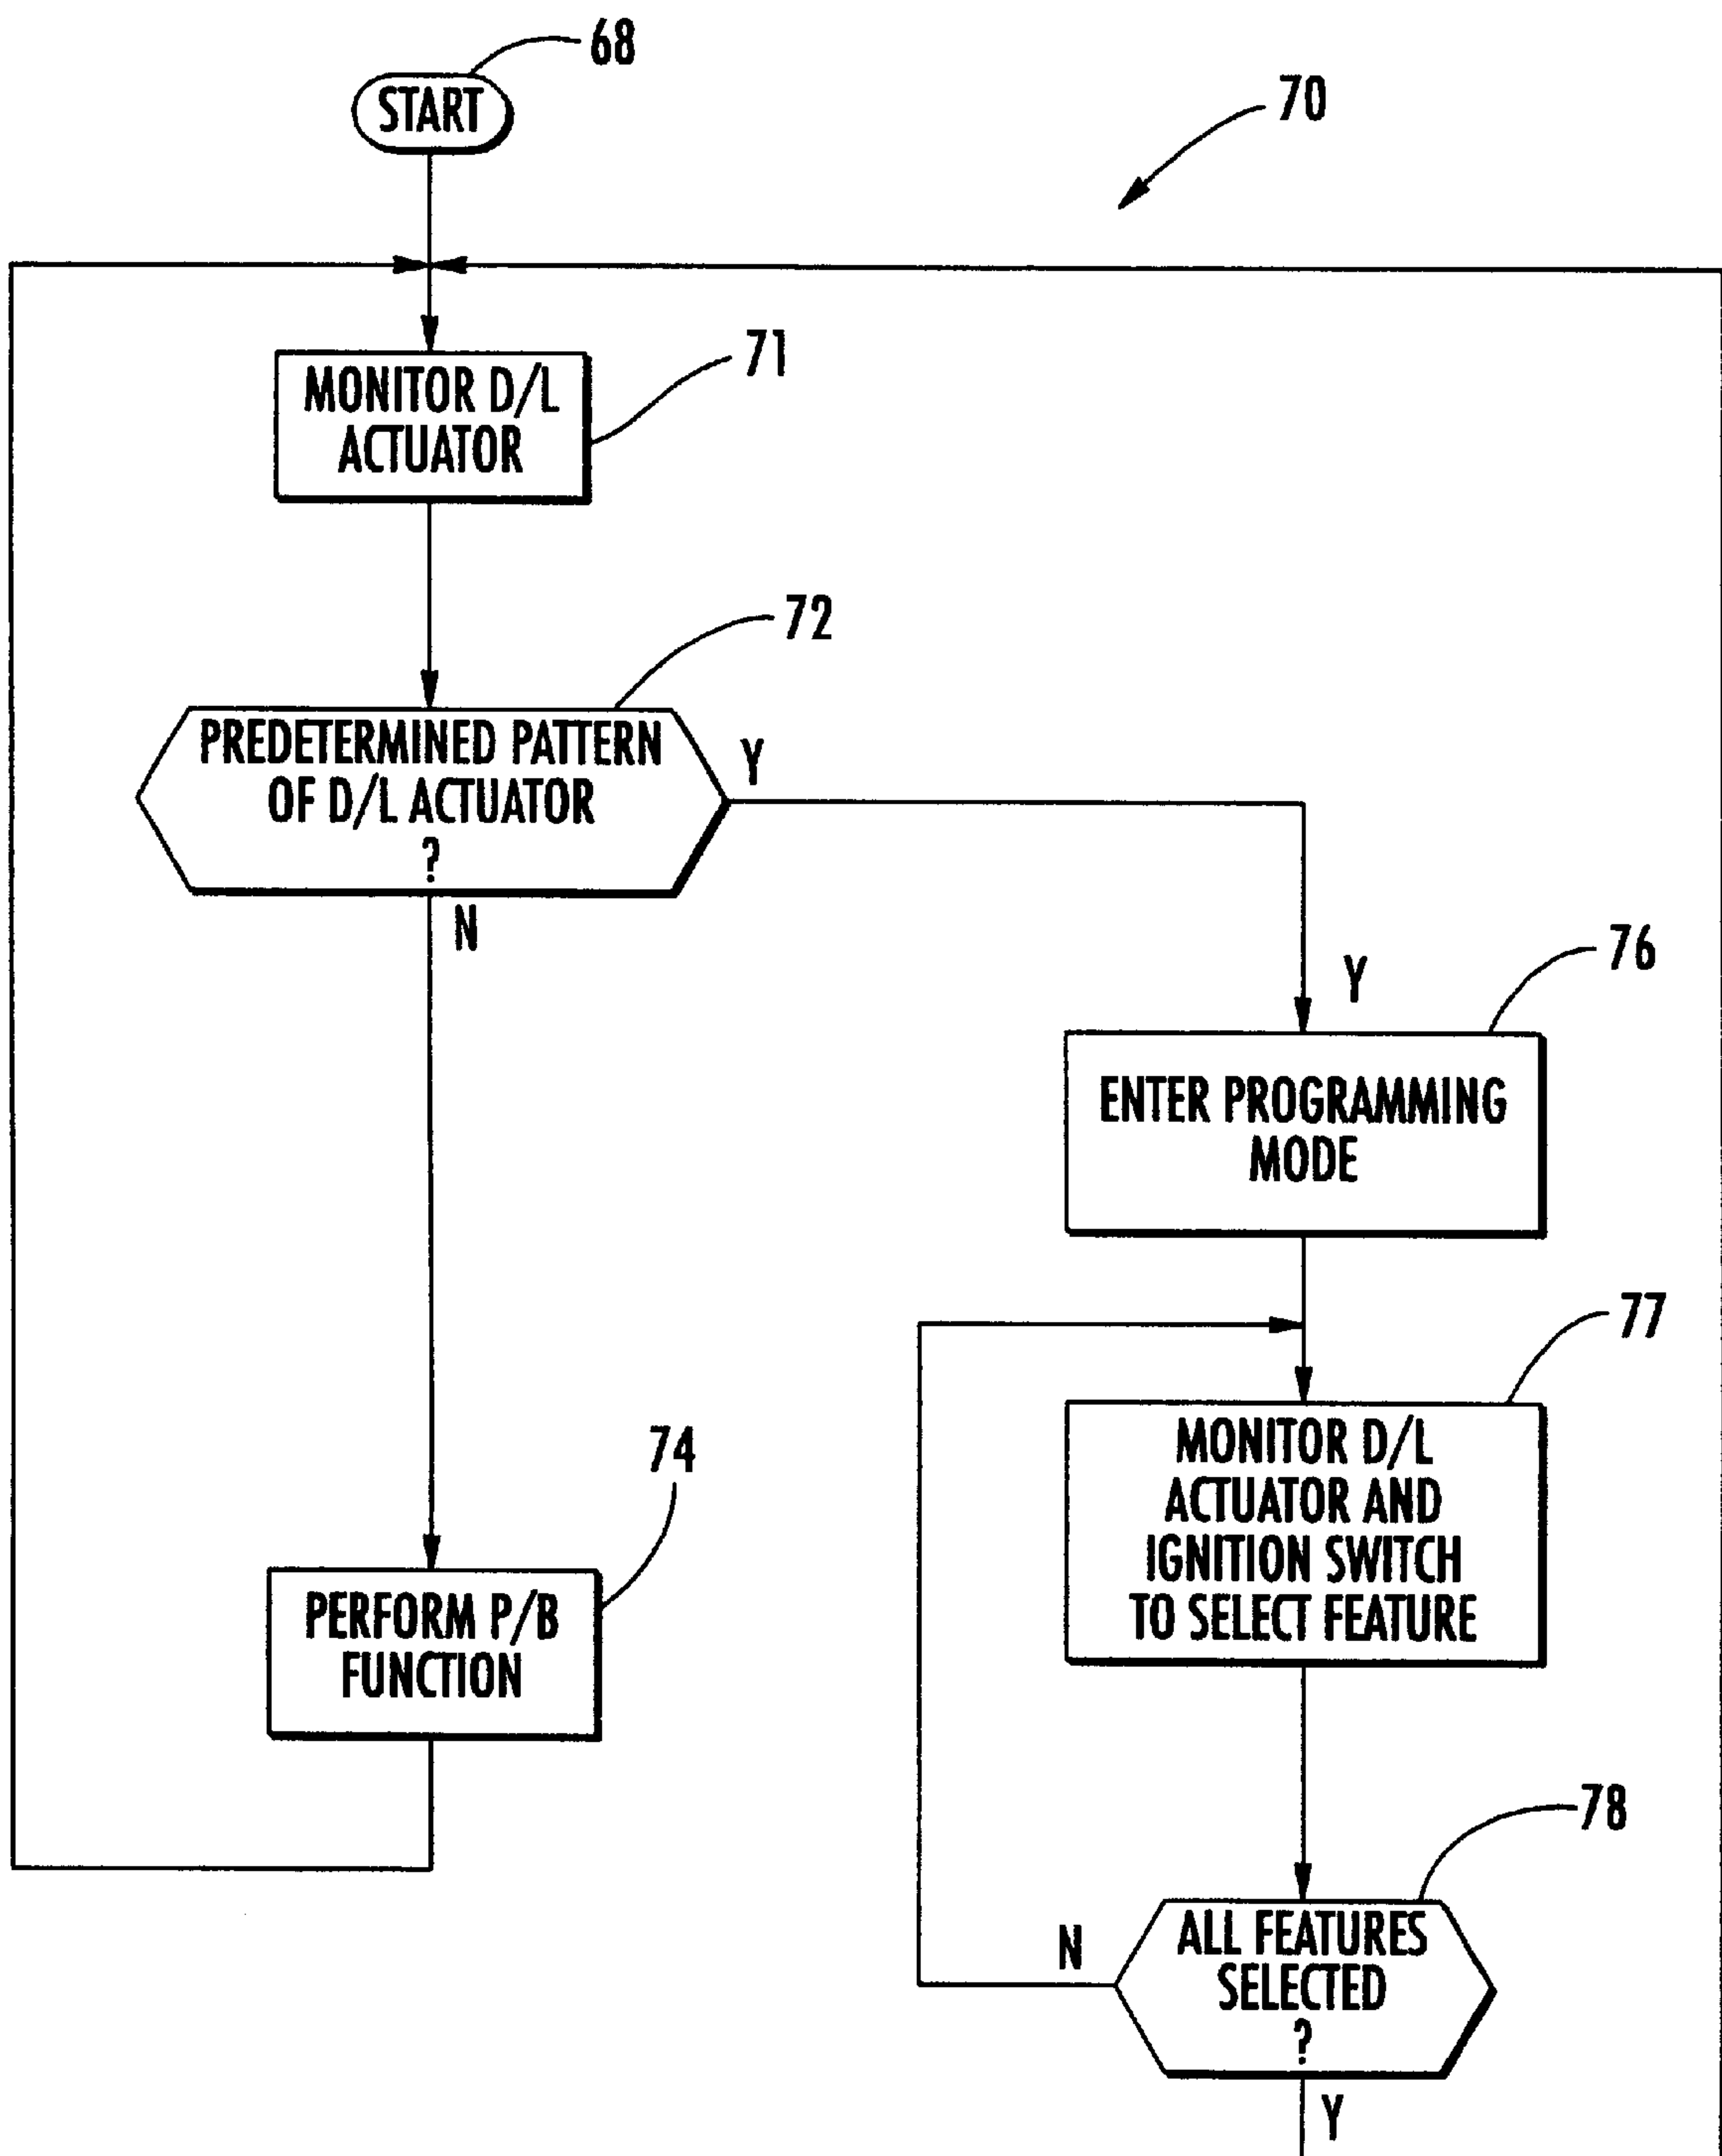 68
START
70
71
MONITOR D/L
ACTUATOR
72
PREDETERMINED PATTERN
OF D/L ACTUATOR
?
Y
N
76
Y
ENTER PROGRAMMING
MODE
77
MONITOR D/L
ACTUATOR AND
IGNITION SWITCH
TO SELECT FEATURE
74
PERFORM P/B
FUNCTION
78
ALL FEATURES
SELECTED
?
N
Y